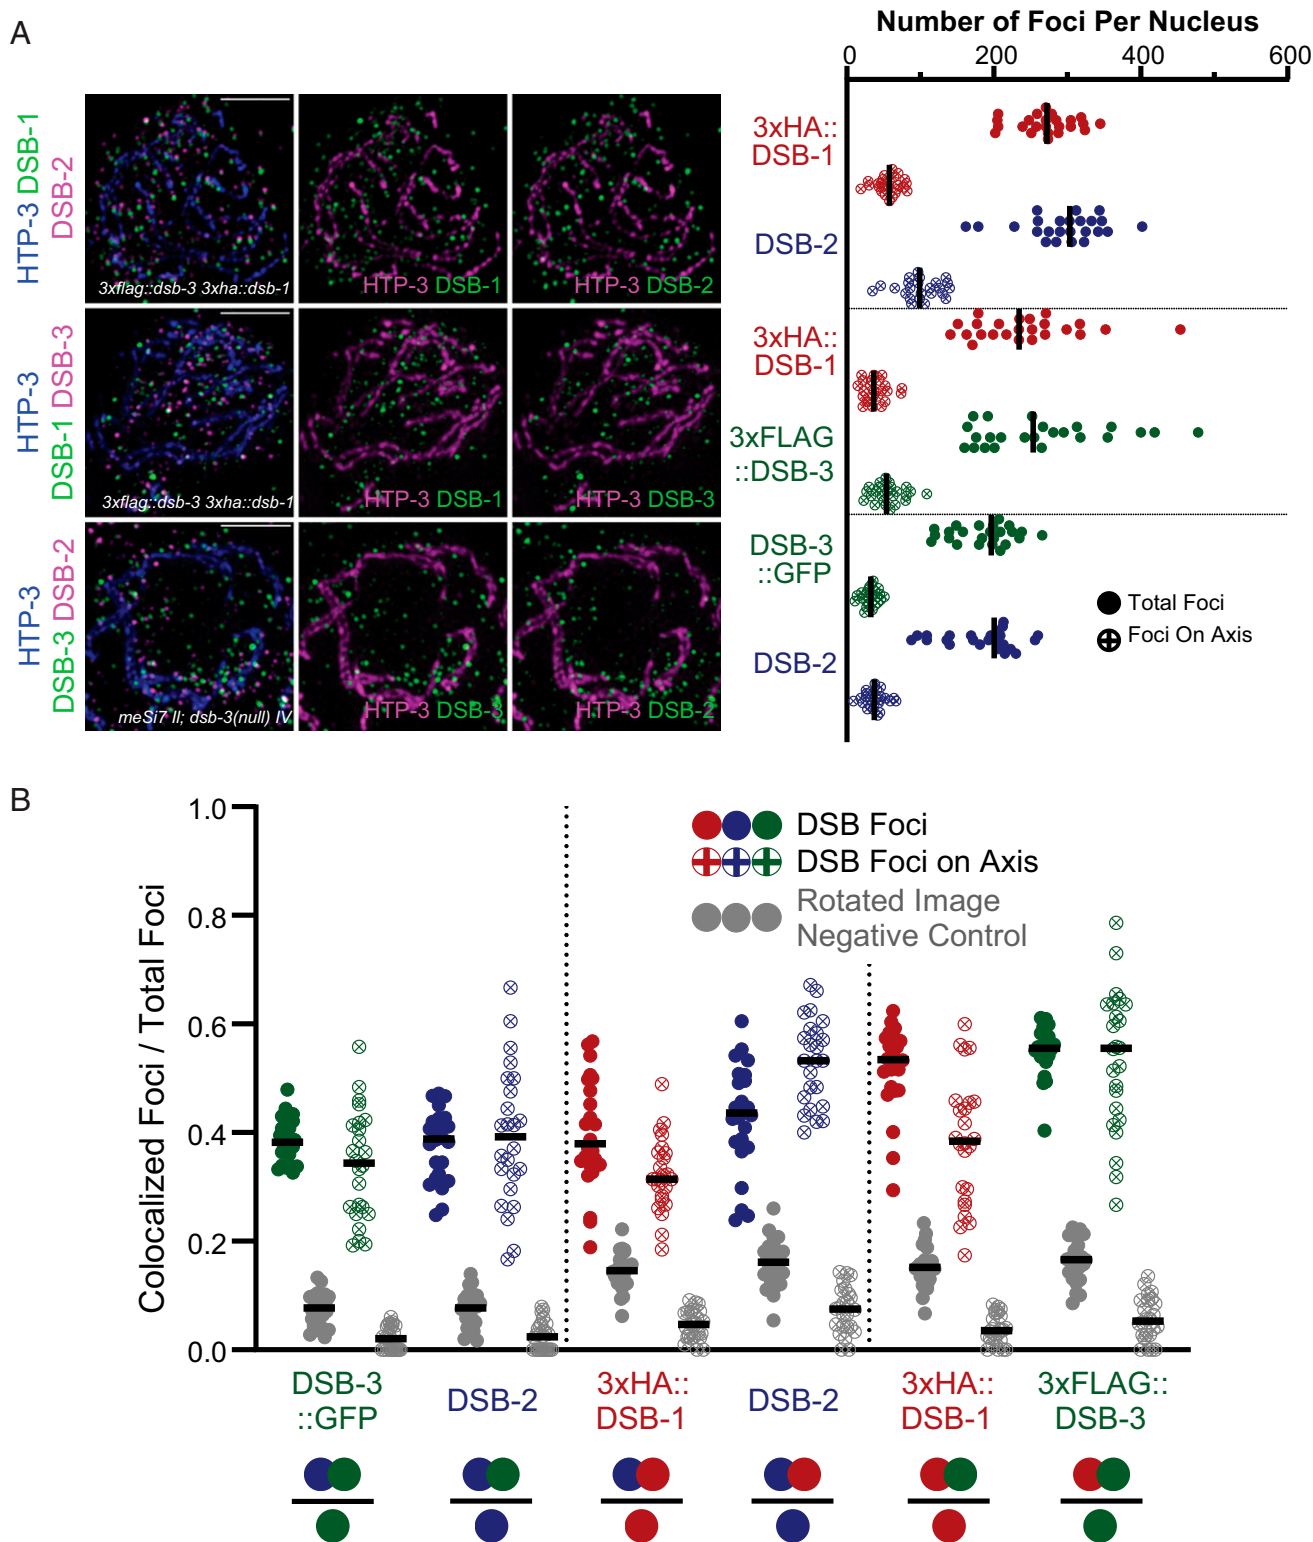 A
Number of Foci Per Nucleus
0 200 400 600
HTP-3 DSB-1
DSB-2
3xflag::dsb-3 3xha::dsb-1
HTP-3 DSB-1
HTP-3 DSB-2
3xHA::
DSB-1
DSB-2
HTP-3
DSB-1 DSB-3
3xflag::dsb-3 3xha::dsb-1
HTP-3 DSB-1
HTP-3 DSB-3
3xHA::
DSB-1
3xFLAG
::DSB-3
HTP-3
DSB-3 DSB-2
meSi7 II; dsb-3(null) IV
HTP-3 DSB-3
HTP-3 DSB-2
DSB-3
::GFP
DSB-2
Total Foci
Foci On Axis
B
Colocalized Foci / Total Foci
1.0
0.8
0.6
0.4
0.2
0.0
DSB Foci
DSB Foci on Axis
Rotated Image
Negative Control
DSB-3
::GFP
DSB-2
3xHA::
DSB-1
DSB-2
3xHA::
DSB-1
3xFLAG::
DSB-3